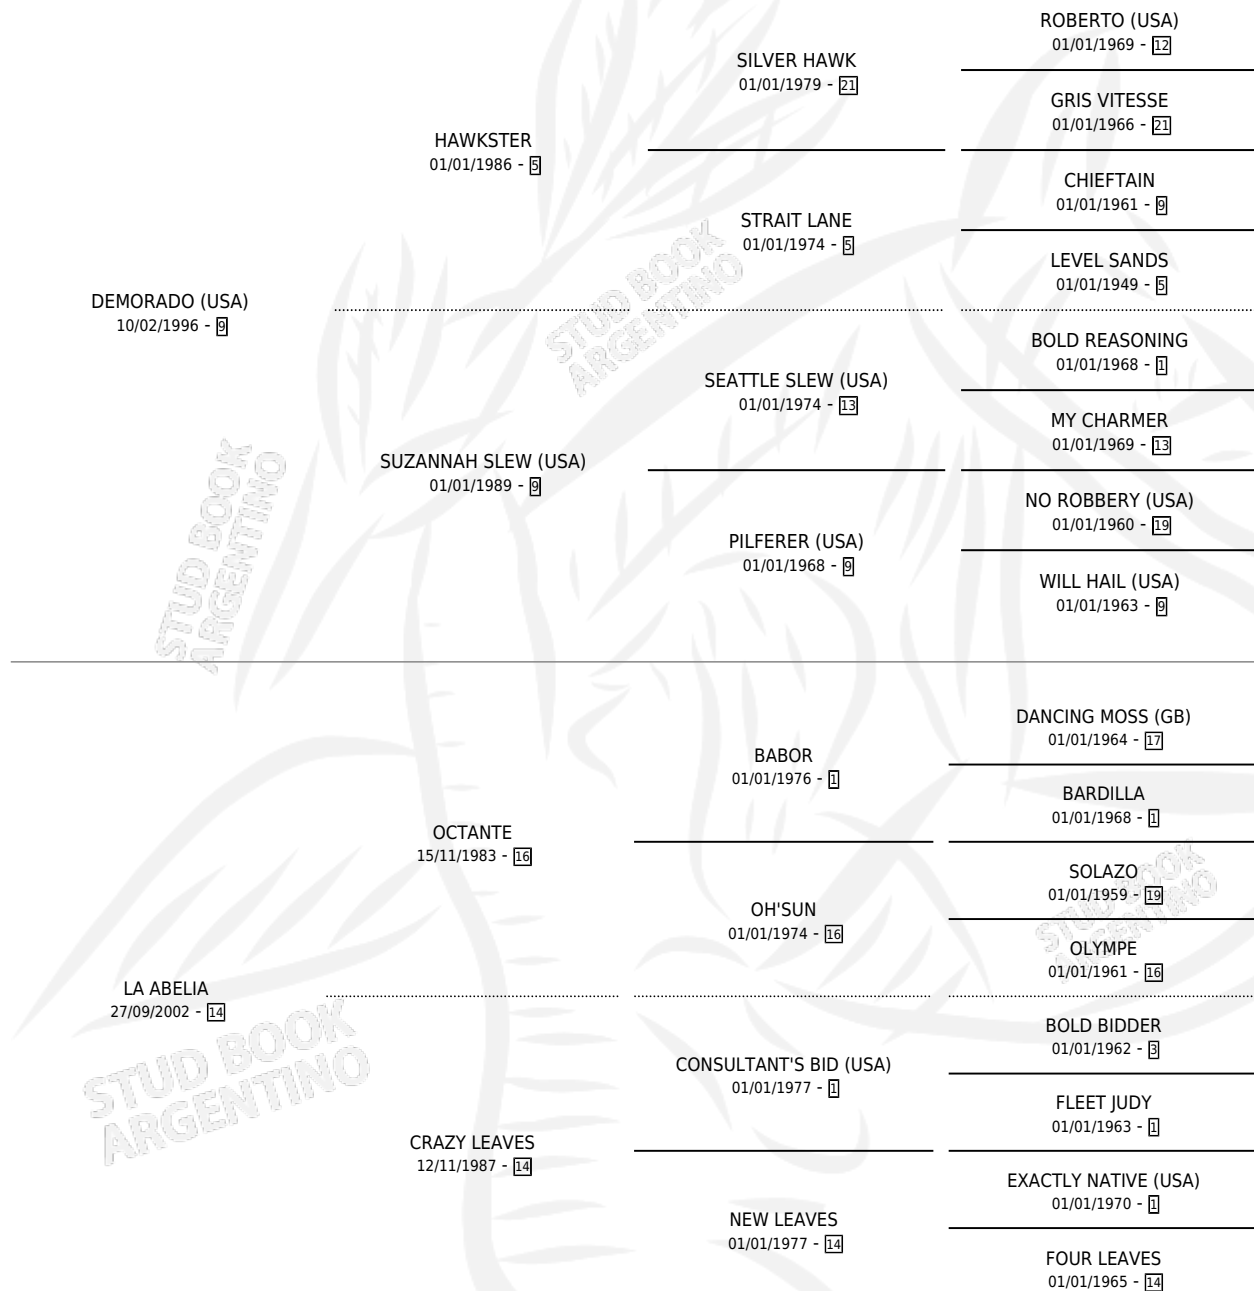 ROBERTO (USA)
01/01/1969 - 12
SILVER HAWK
01/01/1979 - 21
GRIS VITESSE
01/01/1966 - 21
HAWKSTER
01/01/1986 - 5
CHIEFTAIN
01/01/1961 - 9
STRAIT LANE
01/01/1974 - 5
LEVEL SANDS
01/01/1949 - 5
DEMORADO (USA)
10/02/1996 - 9
BOLD REASONING
01/01/1968 - 1
SEATTLE SLEW (USA)
01/01/1974 - 13
MY CHARMER
01/01/1969 - 13
SUZANNAH SLEW (USA)
01/01/1989 - 9
NO ROBBERY (USA)
01/01/1960 - 19
PILFERER (USA)
01/01/1968 - 9
WILL HAIL (USA)
01/01/1963 - 9
DANCING MOSS (GB)
01/01/1964 - 17
BABOR
01/01/1976 - 1
BARDILLA
01/01/1968 - 1
OCTANTE
15/11/1983 - 16
SOLAZO
01/01/1959 - 19
OH'SUN
01/01/1974 - 16
OLYMPE
01/01/1961 - 16
LA ABELIA
27/09/2002 - 14
BOLD BIDDER
01/01/1962 - 3
CONSULTANT'S BID (USA)
01/01/1977 - 1
FLEET JUDY
01/01/1963 - 1
CRAZY LEAVES
12/11/1987 - 14
EXACTLY NATIVE (USA)
01/01/1970 - 1
NEW LEAVES
01/01/1977 - 14
FOUR LEAVES
01/01/1965 - 14
STUD BOOK
ARGENTINO
STUD BOOK
ARGENTINO
STUD BOOK
ARGENTINO
STUD BOOK
ARGENTINO